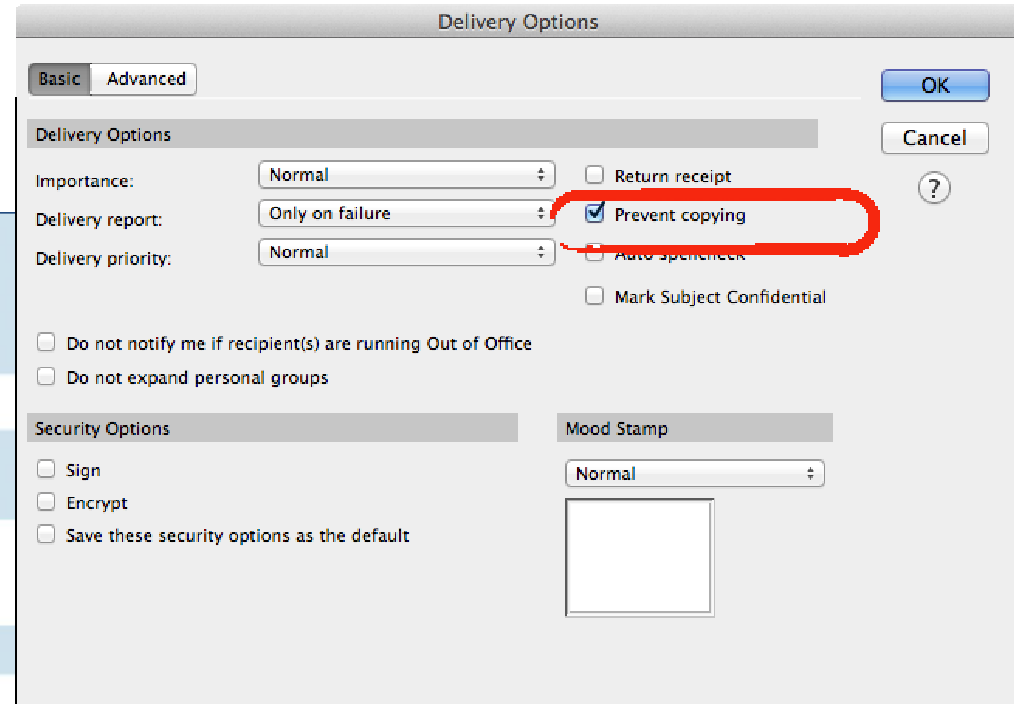 Delivery Options
Basic Advanced
OK
Delivery Options
Cancel
Importance: Normal Return receipt
?
Delivery report: Only on failure Prevent copying
Delivery priority: Normal Auto Spellcheck
Mark Subject Confidential
Do not notify me if recipient(s) are running Out of Office
Do not expand personal groups
Security Options Mood Stamp
Sign Normal
Encrypt
Save these security options as the default